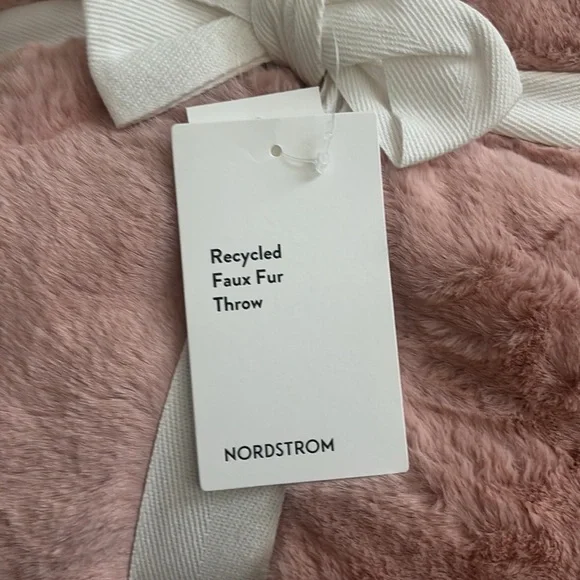 Recycled
Faux Fur
Throw
NORDSTROM